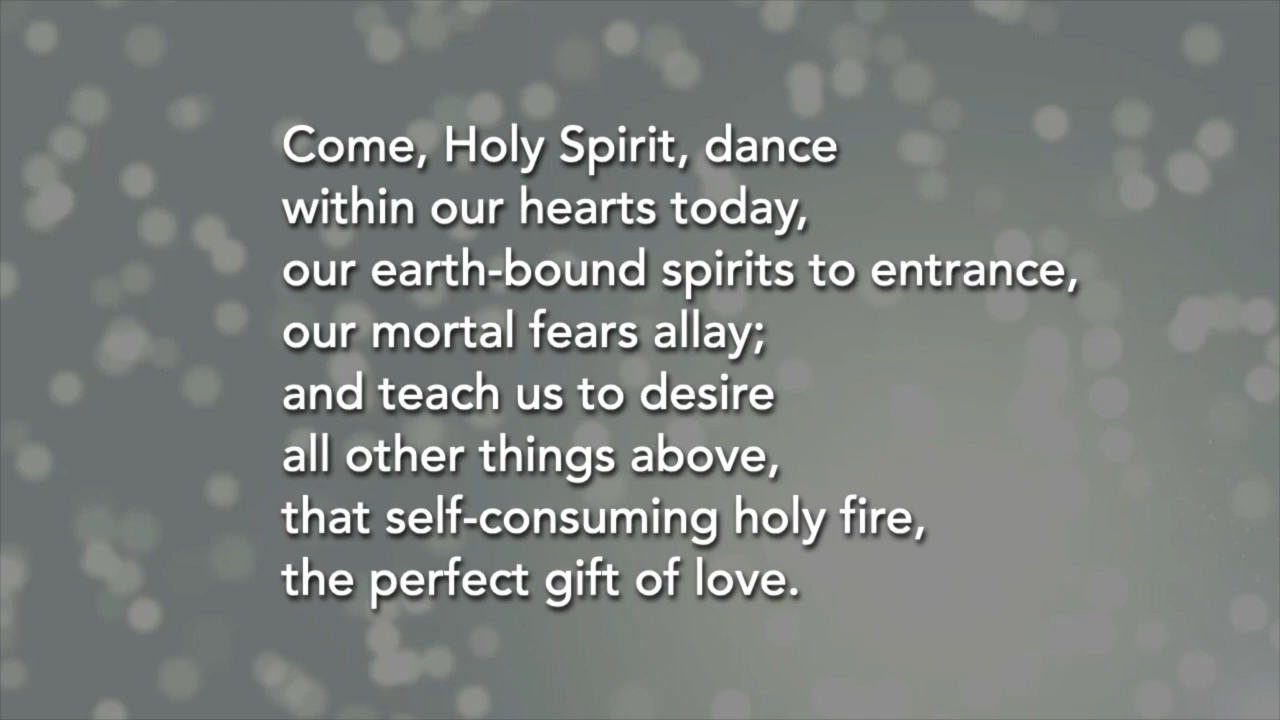 Come, Holy Spirit, dance
within our hearts today,
our earth-bound spirits to entrance,
our mortal fears allay;
and teach us to desire
all other things above,
that self-consuming holy fire,
the perfect gift of love.